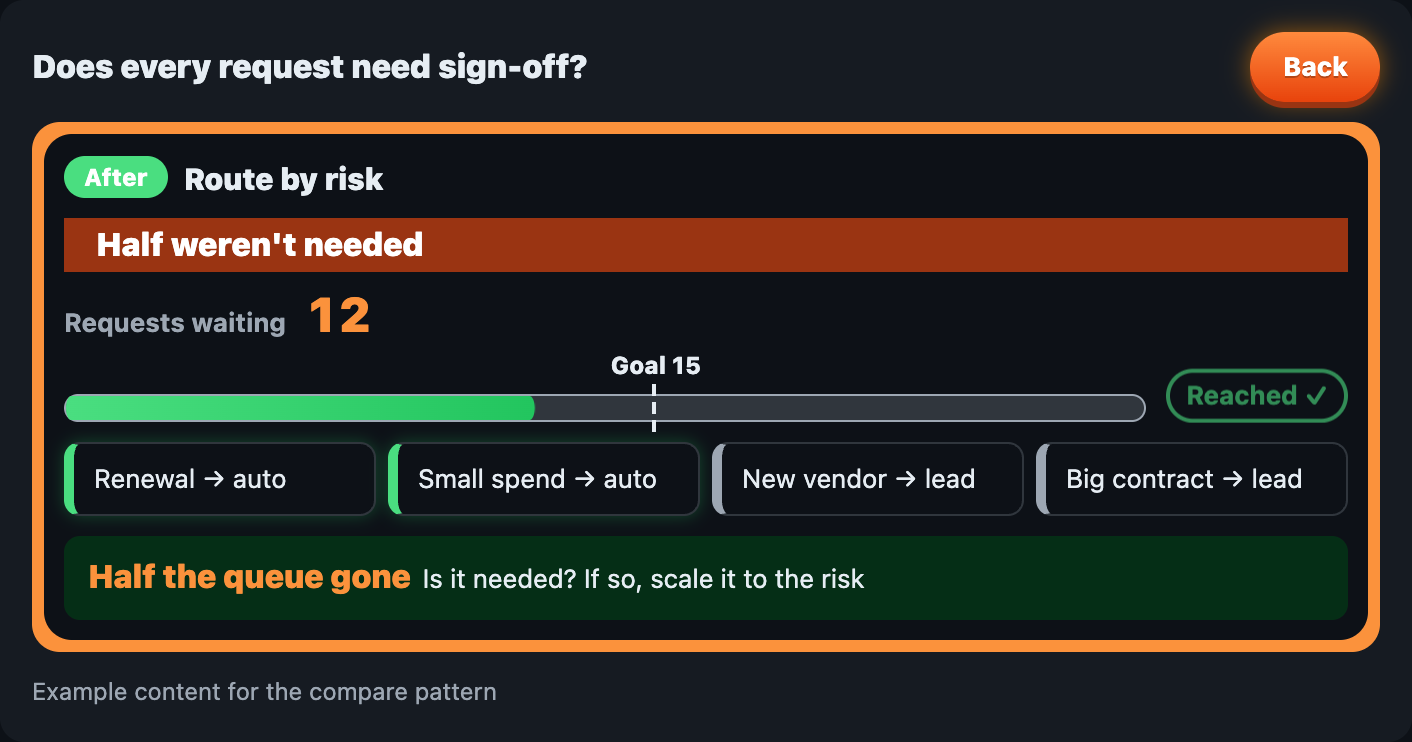 Does every request need sign-off?
Back
After
Route by risk
Half weren't needed
Requests waiting 12
Goal 15
Reached ✓
Renewal → auto
Small spend → auto
New vendor → lead
Big contract → lead
Half the queue gone Is it needed? If so, scale it to the risk
Example content for the compare pattern